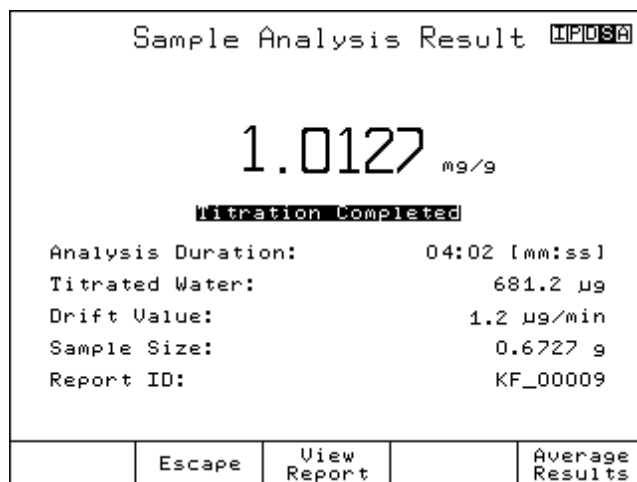 Sample Analysis Result IPDSA
1.0127 mg/g
Titration Completed
Analysis Duration: 04:02 [mm:ss]
Titrated Water: 681.2 µg
Drift Value: 1.2 µg/min
Sample Size: 0.6727 g
Report ID: KF_00009
Escape
View
Report
Average
Results